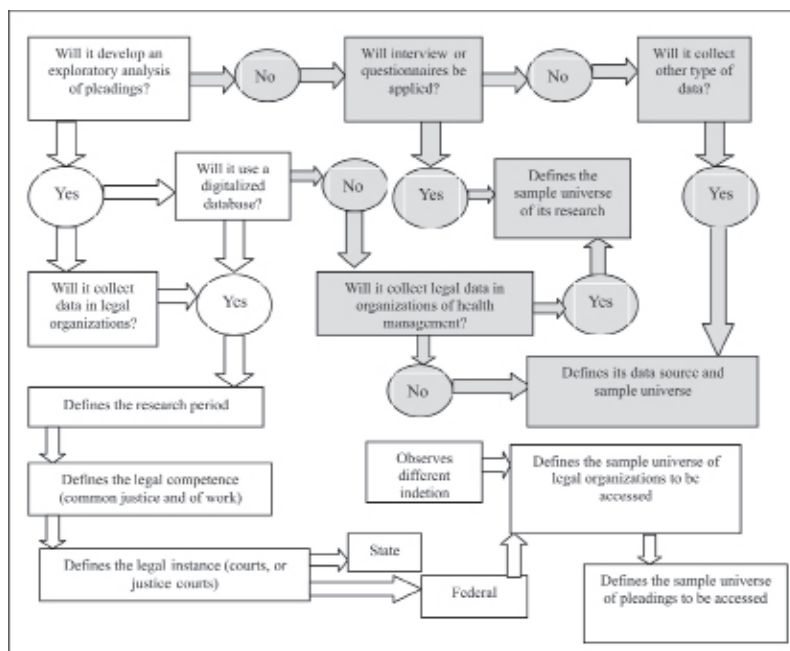 Will it develop an
exploratory analysis
of pleadings?
No
Will interview or
questionnaires be
applied?
No
Will it collect
other type of
data?
Yes
Will it use a
digitalized
database?
No
Yes
Defines the
sample universe
of its research
Yes
Will it collect
data in legal
organizations?
Yes
Will it collect legal data in
organizations of health
management?
Yes
Defines the research period
No
Defines its data source and
sample universe
Defines the legal competence
(common justice and of work)
Observes
different
indetion
Defines the sample universe of
legal organizations to be
accessed
Defines the legal instance (courts, or
justice courts)
State
Federal
Defines the sample universe
of pleadings to be accessed